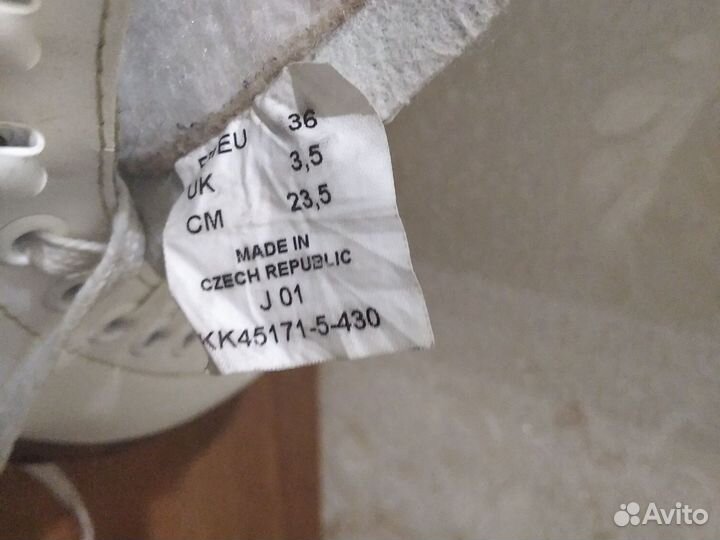 EU 36
UK 3,5
CM 23,5
MADE IN
CZECH REPUBLIC
J 01
KK45171-5-430
Avito